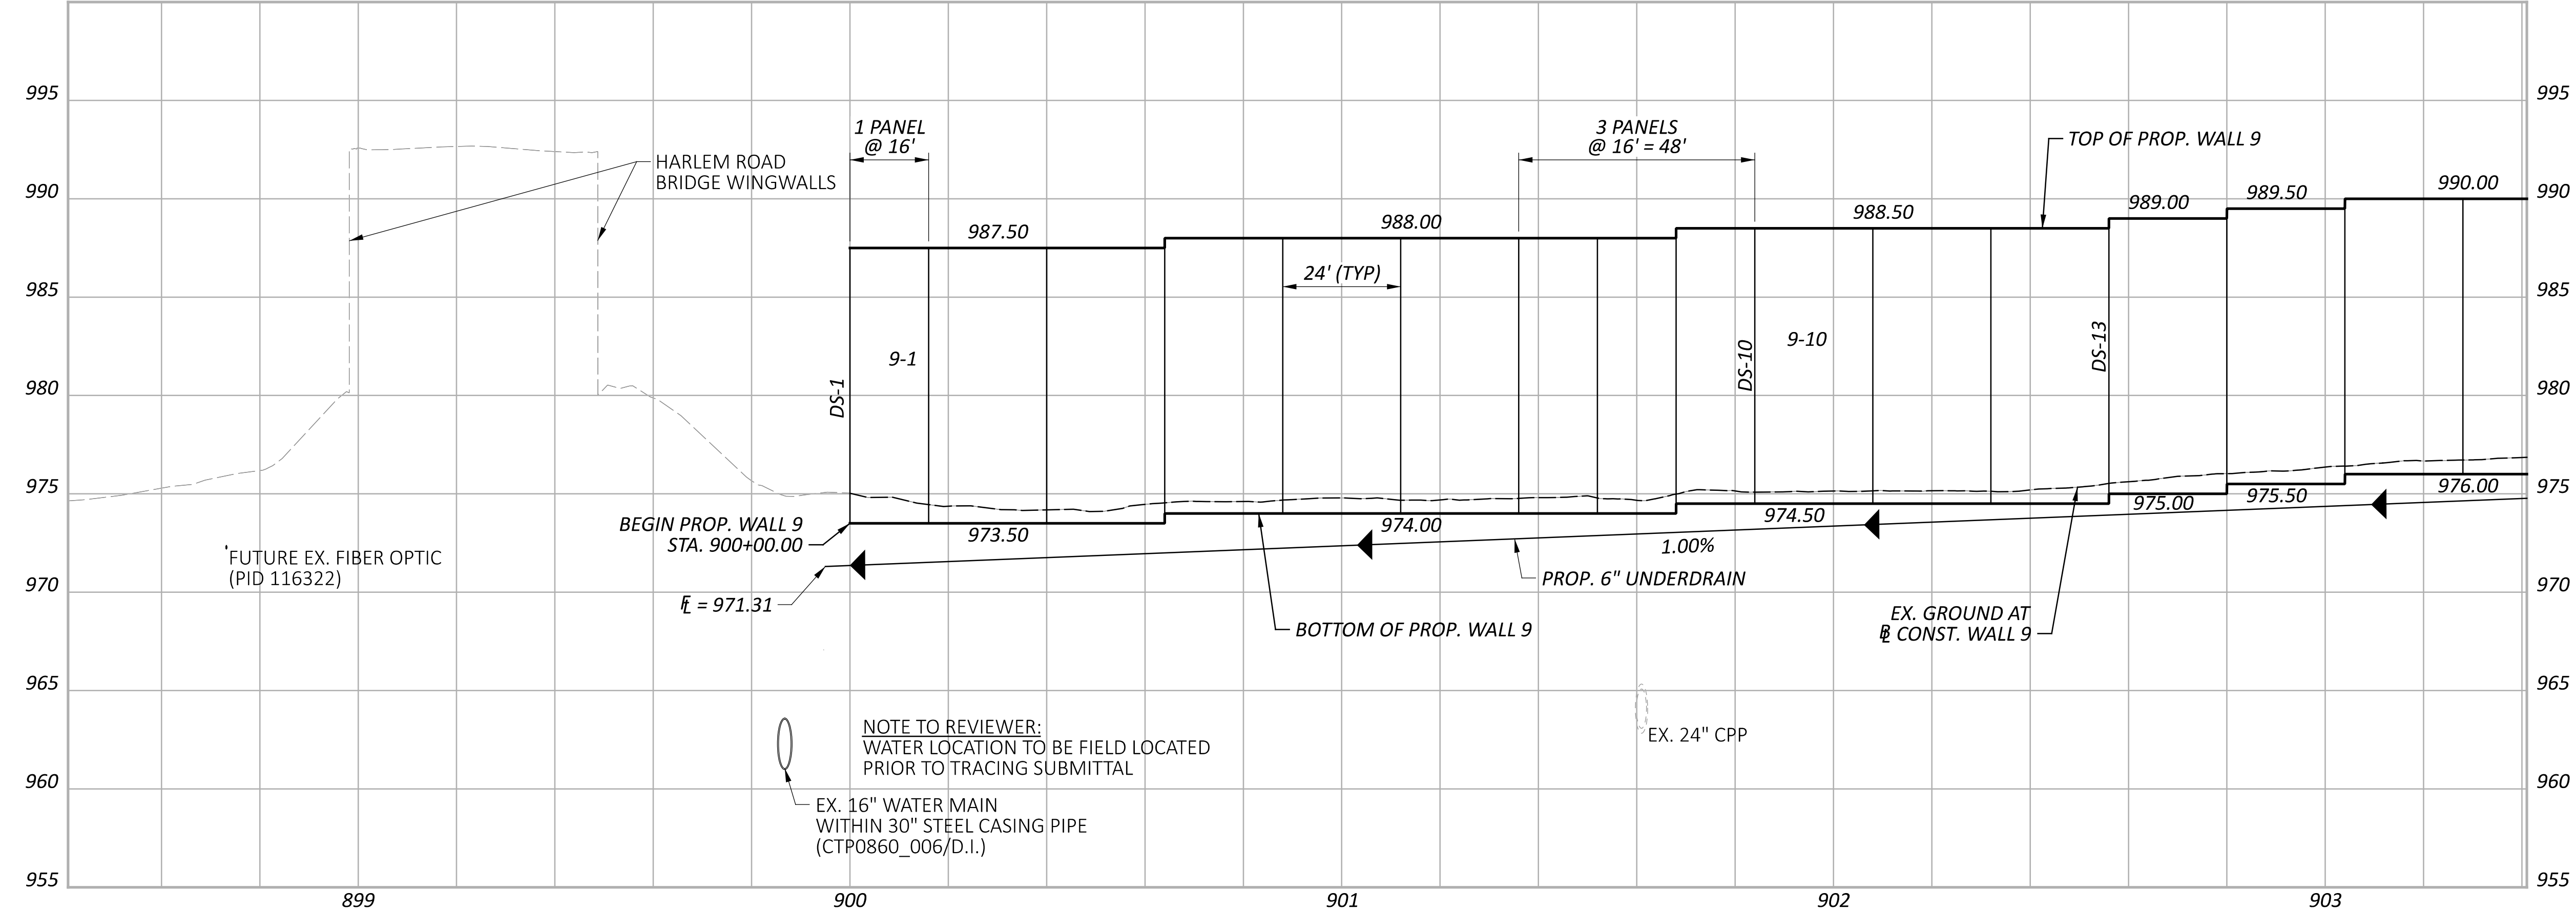 995
990
985
980
975
970
965
960
955
899
900
901
902
903
995
990
985
980
975
970
965
960
955
HARLEM ROAD
BRIDGE WINGWALLS
1 PANEL
@ 16'
3 PANELS
@ 16' = 48'
TOP OF PROP. WALL 9
987.50
988.00
988.50
989.00
989.50
990.00
24' (TYP)
DS-1
9-1
DS-10
9-10
DS-13
BEGIN PROP. WALL 9
STA. 900+00.00
973.50
974.00
974.50
975.00
975.50
976.00
1.00%
FUTURE EX. FIBER OPTIC
(PID 116322)
FL = 971.31
PROP. 6" UNDERDRAIN
BOTTOM OF PROP. WALL 9
EX. GROUND AT
BL CONST. WALL 9
NOTE TO REVIEWER:
WATER LOCATION TO BE FIELD LOCATED
PRIOR TO TRACING SUBMITTAL
EX. 24" CPP
EX. 16" WATER MAIN
WITHIN 30" STEEL CASING PIPE
(CTP0860_006/D.I.)